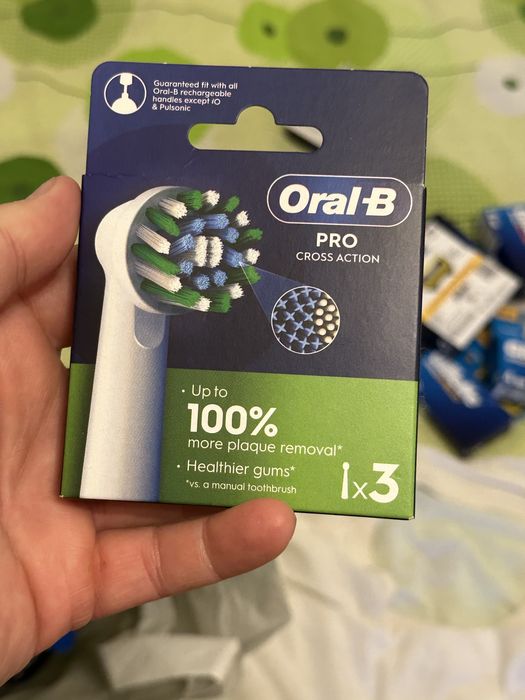 Guaranteed fit with all
Oral-B rechargeable
handles except iO
& Pulsonic
Oral-B
PRO
CROSS ACTION
• Up to
100%
more plaque removal*
• Healthier gums*
*vs. a manual toothbrush
x3